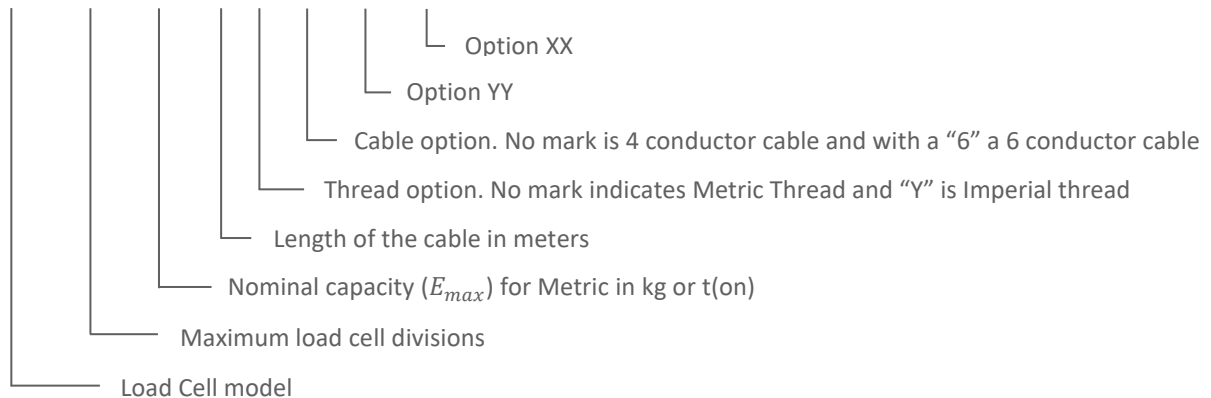 Option XX
Option YY
Cable option. No mark is 4 conductor cable and with a “6” a 6 conductor cable
Thread option. No mark indicates Metric Thread and “Y” is Imperial thread
Length of the cable in meters
Nominal capacity (E_{max}) for Metric in kg or t(on)
Maximum load cell divisions
Load Cell model